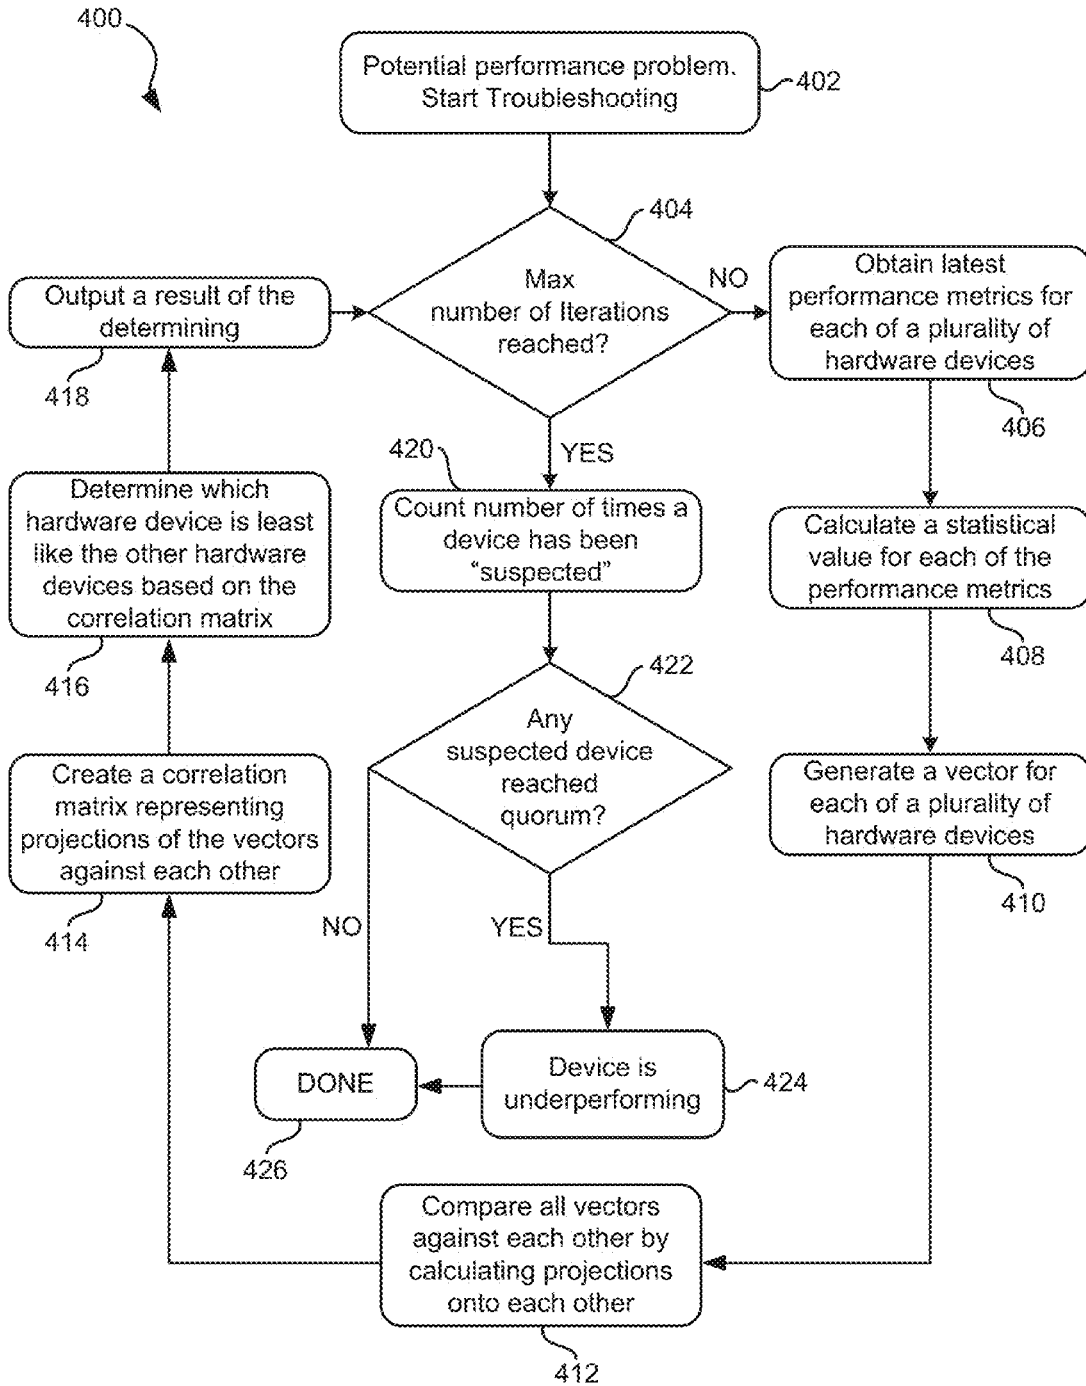 400
Potential performance problem.
Start Troubleshooting
402
404
Max
number of Iterations
reached?
NO
Obtain latest
performance metrics for
each of a plurality of
hardware devices
406
Output a result of the
determining
418
YES
420
Count number of times a
device has been
“suspected”
Calculate a statistical
value for each of the
performance metrics
408
Determine which
hardware device is least
like the other hardware
devices based on the
correlation matrix
416
422
Any
suspected device
reached
quorum?
Generate a vector for
each of a plurality of
hardware devices
410
Create a correlation
matrix representing
projections of the vectors
against each other
414
NO
YES
DONE
426
Device is
underperforming
424
Compare all vectors
against each other by
calculating projections
onto each other
412